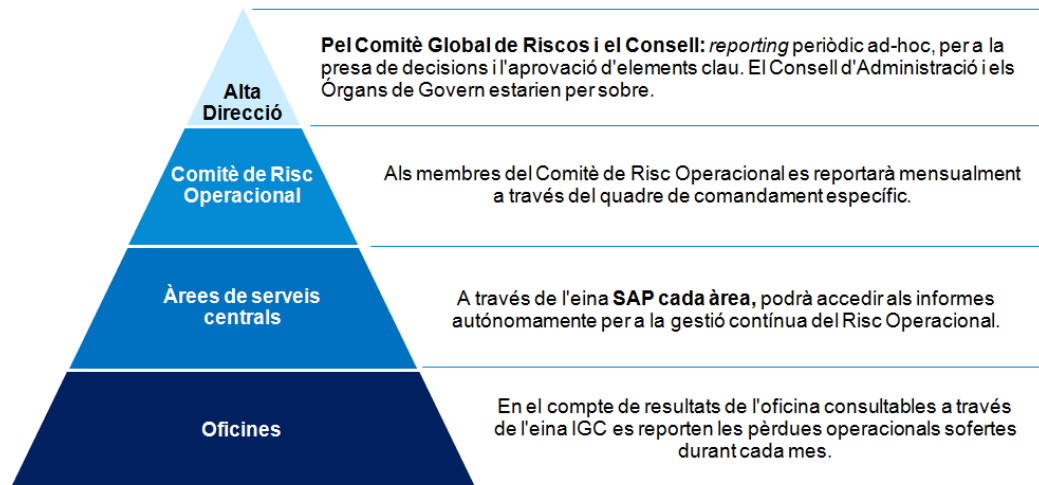 Alta
Direcció
Pel Comitè Global de Riscos i el Consell: reporting periòdic ad-hoc, per a la
presa de decisions i l'aprovació d'elements clau. El Consell d'Administració i els
Órgans de Govern estarien per sobre.
Comitè de Risc
Operacional
Als membres del Comitè de Risc Operacional es reportarà mensualment
a través del quadre de comandament específic.
Àrees de serveis
centrals
A través de l'eina SAP cada àrea, podrà accedir als informes
autónomamente per a la gestió contínua del Risc Operacional.
Oficines
En el compte de resultats de l'oficina consultables a través
de l'eina IGC es reporten les pèrdues operacionals sofertes
durant cada mes.